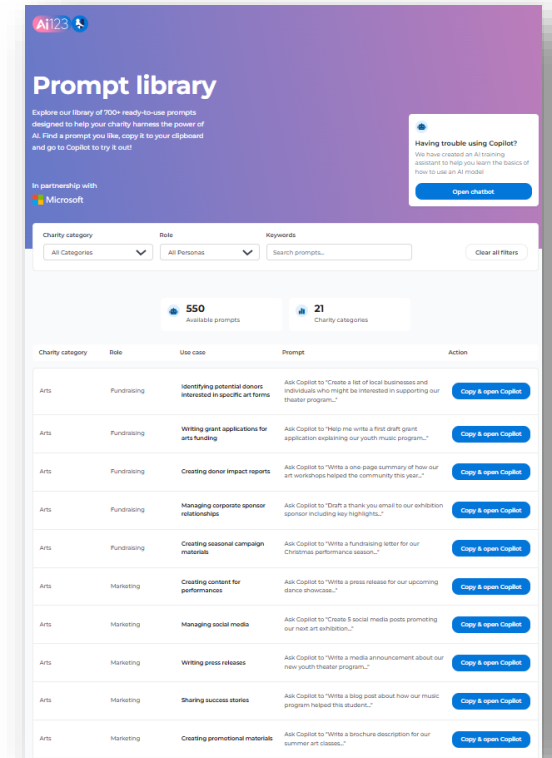 Ai123
Prompt library
Explore our library of 700+ ready-to-use prompts
designed to help your charity harness the power of
AI. Find a prompt you like, copy it to your clipboard
and go to Copilot to try it out!
In partnership with
Microsoft
Having trouble using Copilot?
We have created an AI training
assistant to help you learn the basics of
how to use an AI model
Open chatbot
Charity category Role Keywords
All Categories All Personas Search prompts... Clear all filters
550
Available prompts
21
Charity categories
Charity category Role Use case Prompt Action
Arts Fundraising
Identifying potential donors
interested in specific art forms
Ask Copilot to "Create a list of local businesses and
individuals who might be interested in supporting our
theater program..."
Copy & open Copilot
Arts Fundraising
Writing grant applications for
arts funding
Ask Copilot to "Help me write a first draft grant
application explaining our youth music program..."
Copy & open Copilot
Arts Fundraising
Creating donor impact reports
Ask Copilot to "Write a one-page summary of how our
art workshops helped the community this year..."
Copy & open Copilot
Arts Fundraising
Managing corporate sponsor
relationships
Ask Copilot to "Draft a thank you email to our exhibition
sponsor including key highlights..."
Copy & open Copilot
Arts Fundraising
Creating seasonal campaign
materials
Ask Copilot to "Write a fundraising letter for our
Christmas performance season..."
Copy & open Copilot
Arts Marketing
Creating content for
performances
Ask Copilot to "Write a press release for our upcoming
dance showcase..."
Copy & open Copilot
Arts Marketing
Managing social media
Ask Copilot to "Create 5 social media posts promoting
our next art exhibition..."
Copy & open Copilot
Arts Marketing
Writing press releases
Ask Copilot to "Write a media announcement about our
new youth theater program..."
Copy & open Copilot
Arts Marketing
Sharing success stories
Ask Copilot to "Write a blog post about how our music
program helped this student..."
Copy & open Copilot
Arts Marketing
Creating promotional materials
Ask Copilot to "Write a brochure description for our
summer art classes..."
Copy & open Copilot